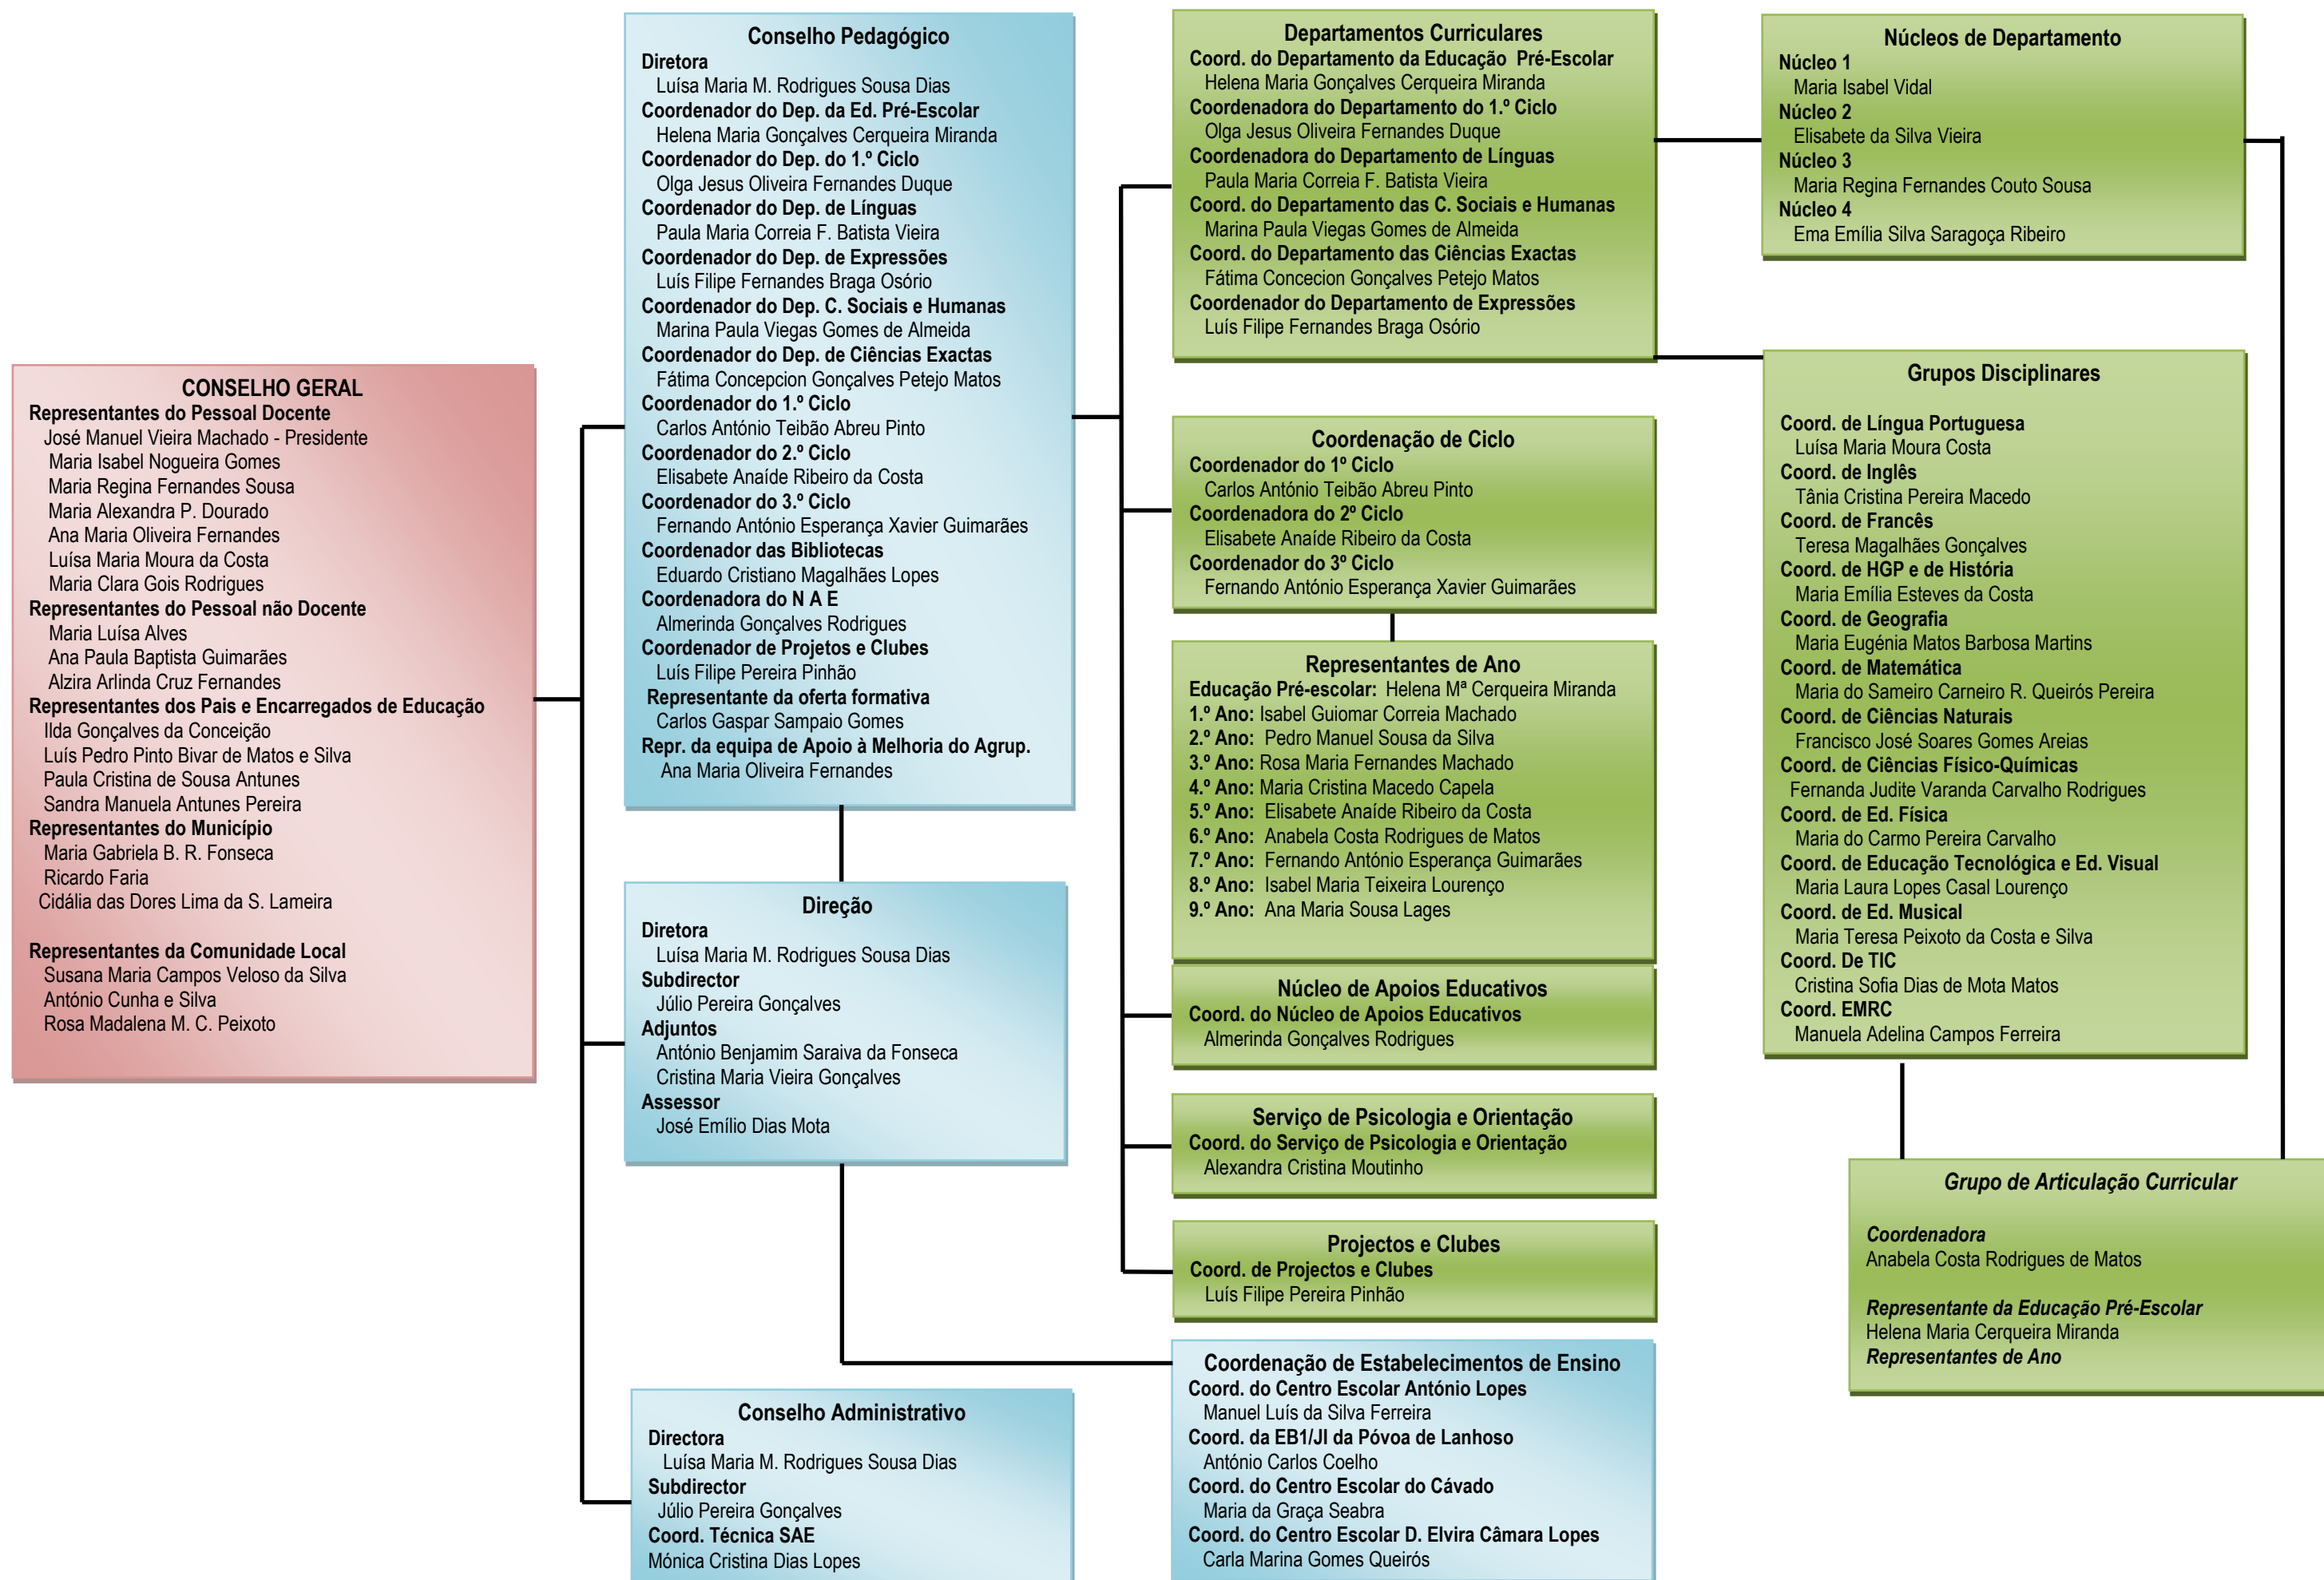 CONSELHO GERAL
Representantes do Pessoal Docente
José Manuel Vieira Machado - Presidente
Maria Isabel Nogueira Gomes
Maria Regina Fernandes Sousa
Maria Alexandra P. Dourado
Ana Maria Oliveira Fernandes
Luísa Maria Moura da Costa
Maria Clara Gois Rodrigues
Representantes do Pessoal não Docente
Maria Luísa Alves
Ana Paula Baptista Guimarães
Alzira Arlinda Cruz Fernandes
Representantes dos Pais e Encarregados de Educação
Ilda Gonçalves da Conceição
Luís Pedro Pinto Bivar de Matos e Silva
Paula Cristina de Sousa Antunes
Sandra Manuela Antunes Pereira
Representantes do Município
Maria Gabriela B. R. Fonseca
Ricardo Faria
Cidália das Dores Lima da S. Lameira
Representantes da Comunidade Local
Susana Maria Campos Veloso da Silva
António Cunha e Silva
Rosa Madalena M. C. Peixoto
Conselho Pedagógico
Diretora
Luísa Maria M. Rodrigues Sousa Dias
Coordenador do Dep. da Ed. Pré-Escolar
Helena Maria Gonçalves Cerqueira Miranda
Coordenador do Dep. do 1.º Ciclo
Olga Jesus Oliveira Fernandes Duque
Coordenador do Dep. de Línguas
Paula Maria Correia F. Batista Vieira
Coordenador do Dep. de Expressões
Luís Filipe Fernandes Braga Osório
Coordenador do Dep. C. Sociais e Humanas
Marina Paula Viegas Gomes de Almeida
Coordenador do Dep. de Ciências Exactas
Fátima Concepcion Gonçalves Petejo Matos
Coordenador do 1.º Ciclo
Carlos António Teibão Abreu Pinto
Coordenador do 2.º Ciclo
Elisabete Anaíde Ribeiro da Costa
Coordenador do 3.º Ciclo
Fernando António Esperança Xavier Guimarães
Coordenador das Bibliotecas
Eduardo Cristiano Magalhães Lopes
Coordenadora do N A E
Almerinda Gonçalves Rodrigues
Coordenador de Projetos e Clubes
Luís Filipe Pereira Pinhão
Representante da oferta formativa
Carlos Gaspar Sampaio Gomes
Repr. da equipa de Apoio à Melhoria do Agrup.
Ana Maria Oliveira Fernandes
Direção
Diretora
Luísa Maria M. Rodrigues Sousa Dias
Subdirector
Júlio Pereira Gonçalves
Adjuntos
António Benjamim Saraiva da Fonseca
Cristina Maria Vieira Gonçalves
Assessor
José Emílio Dias Mota
Conselho Administrativo
Directora
Luísa Maria M. Rodrigues Sousa Dias
Subdirector
Júlio Pereira Gonçalves
Coord. Técnica SAE
Mónica Cristina Dias Lopes
Departamentos Curriculares
Coord. do Departamento da Educação Pré-Escolar
Helena Maria Gonçalves Cerqueira Miranda
Coordenadora do Departamento do 1.º Ciclo
Olga Jesus Oliveira Fernandes Duque
Coordenadora do Departamento de Línguas
Paula Maria Correia F. Batista Vieira
Coord. do Departamento das C. Sociais e Humanas
Marina Paula Viegas Gomes de Almeida
Coord. do Departamento das Ciências Exactas
Fátima Concecion Gonçalves Petejo Matos
Coordenador do Departamento de Expressões
Luís Filipe Fernandes Braga Osório
Coordenação de Ciclo
Coordenador do 1º Ciclo
Carlos António Teibão Abreu Pinto
Coordenadora do 2º Ciclo
Elisabete Anaíde Ribeiro da Costa
Coordenador do 3º Ciclo
Fernando António Esperança Xavier Guimarães
Representantes de Ano
Educação Pré-escolar: Helena Mª Cerqueira Miranda
1.º Ano: Isabel Guiomar Correia Machado
2.º Ano: Pedro Manuel Sousa da Silva
3.º Ano: Rosa Maria Fernandes Machado
4.º Ano: Maria Cristina Macedo Capela
5.º Ano: Elisabete Anaíde Ribeiro da Costa
6.º Ano: Anabela Costa Rodrigues de Matos
7.º Ano: Fernando António Esperança Guimarães
8.º Ano: Isabel Maria Teixeira Lourenço
9.º Ano: Ana Maria Sousa Lages
Núcleo de Apoios Educativos
Coord. do Núcleo de Apoios Educativos
Almerinda Gonçalves Rodrigues
Serviço de Psicologia e Orientação
Coord. do Serviço de Psicologia e Orientação
Alexandra Cristina Moutinho
Projectos e Clubes
Coord. de Projectos e Clubes
Luís Filipe Pereira Pinhão
Coordenação de Estabelecimentos de Ensino
Coord. do Centro Escolar António Lopes
Manuel Luís da Silva Ferreira
Coord. da EB1/JI da Póvoa de Lanhoso
António Carlos Coelho
Coord. do Centro Escolar do Cávado
Maria da Graça Seabra
Coord. do Centro Escolar D. Elvira Câmara Lopes
Carla Marina Gomes Queirós
Núcleos de Departamento
Núcleo 1
Maria Isabel Vidal
Núcleo 2
Elisabete da Silva Vieira
Núcleo 3
Maria Regina Fernandes Couto Sousa
Núcleo 4
Ema Emília Silva Saragoça Ribeiro
Grupos Disciplinares
Coord. de Língua Portuguesa
Luísa Maria Moura Costa
Coord. de Inglês
Tânia Cristina Pereira Macedo
Coord. de Francês
Teresa Magalhães Gonçalves
Coord. de HGP e de História
Maria Emília Esteves da Costa
Coord. de Geografia
Maria Eugénia Matos Barbosa Martins
Coord. de Matemática
Maria do Sameiro Carneiro R. Queirós Pereira
Coord. de Ciências Naturais
Francisco José Soares Gomes Areias
Coord. de Ciências Físico-Químicas
Fernanda Judite Varanda Carvalho Rodrigues
Coord. de Ed. Física
Maria do Carmo Pereira Carvalho
Coord. de Educação Tecnológica e Ed. Visual
Maria Laura Lopes Casal Lourenço
Coord. de Ed. Musical
Maria Teresa Peixoto da Costa e Silva
Coord. De TIC
Cristina Sofia Dias de Mota Matos
Coord. EMRC
Manuela Adelina Campos Ferreira
Grupo de Articulação Curricular
Coordenadora
Anabela Costa Rodrigues de Matos
Representante da Educação Pré-Escolar
Helena Maria Cerqueira Miranda
Representantes de Ano